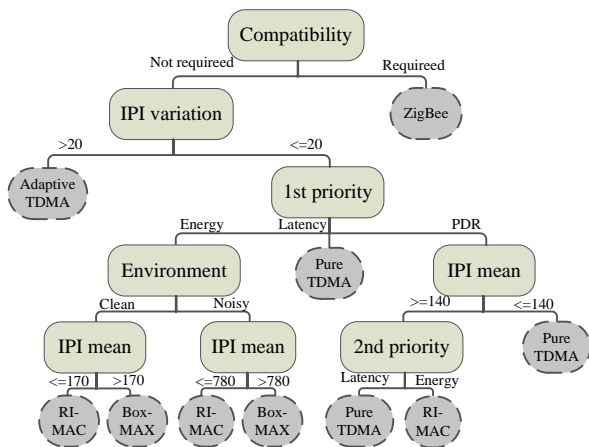 Compatibility
Not requireed
Requireed
IPI variation
ZigBee
>20
<=20
Adaptive
TDMA
1st priority
Energy
Latency
PDR
Environment
Pure
TDMA
IPI mean
Clean
Noisy
>=140
<=140
IPI mean
IPI mean
2nd priority
Pure
TDMA
<=170
>170
<=780
>780
Latency
Energy
RI-
MAC
Box-
MAX
RI-
MAC
Box-
MAX
Pure
TDMA
RI-
MAC